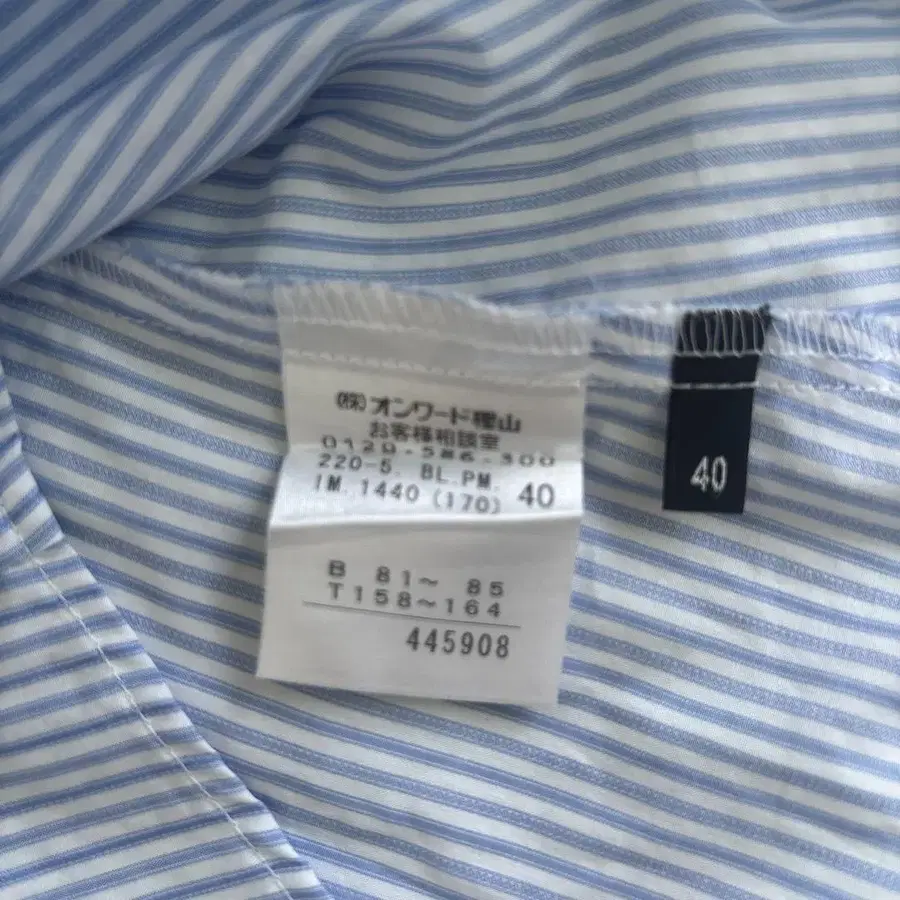 ㈱オンワード樫山
お客様相談室
0120-586-300
220-5. BL.PM.
IM.1440 (170) 40
B 81～ 85
T158～164
445908
40